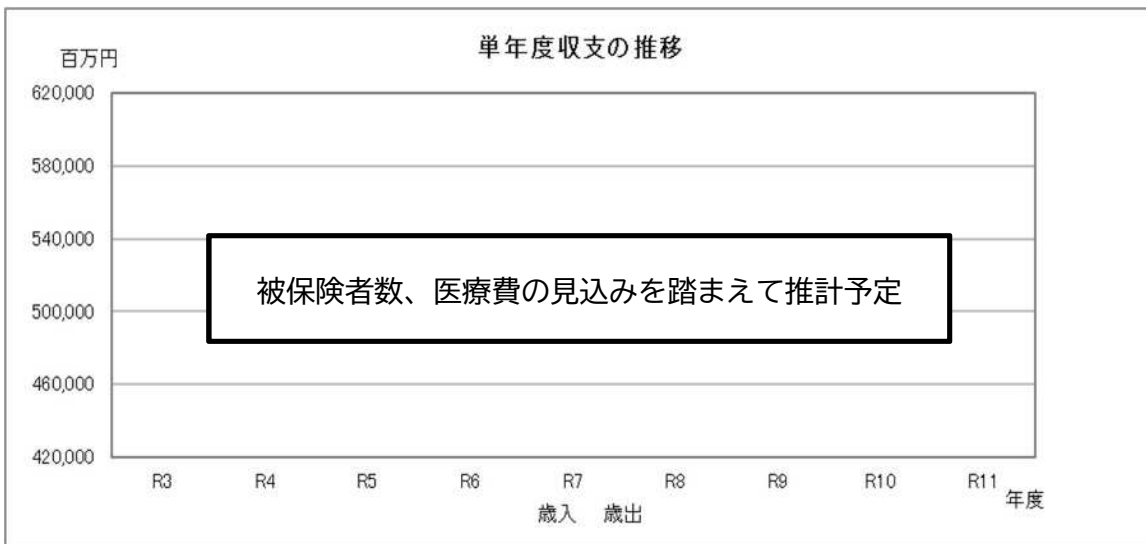 単年度収支の推移
百万円
620,000
580,000
540,000
500,000
460,000
420,000
被保険者数、医療費の見込みを踏まえて推計予定
R3 R4 R5 R6 R7 R8 R9 R10 R11
年度
歳入 歳出